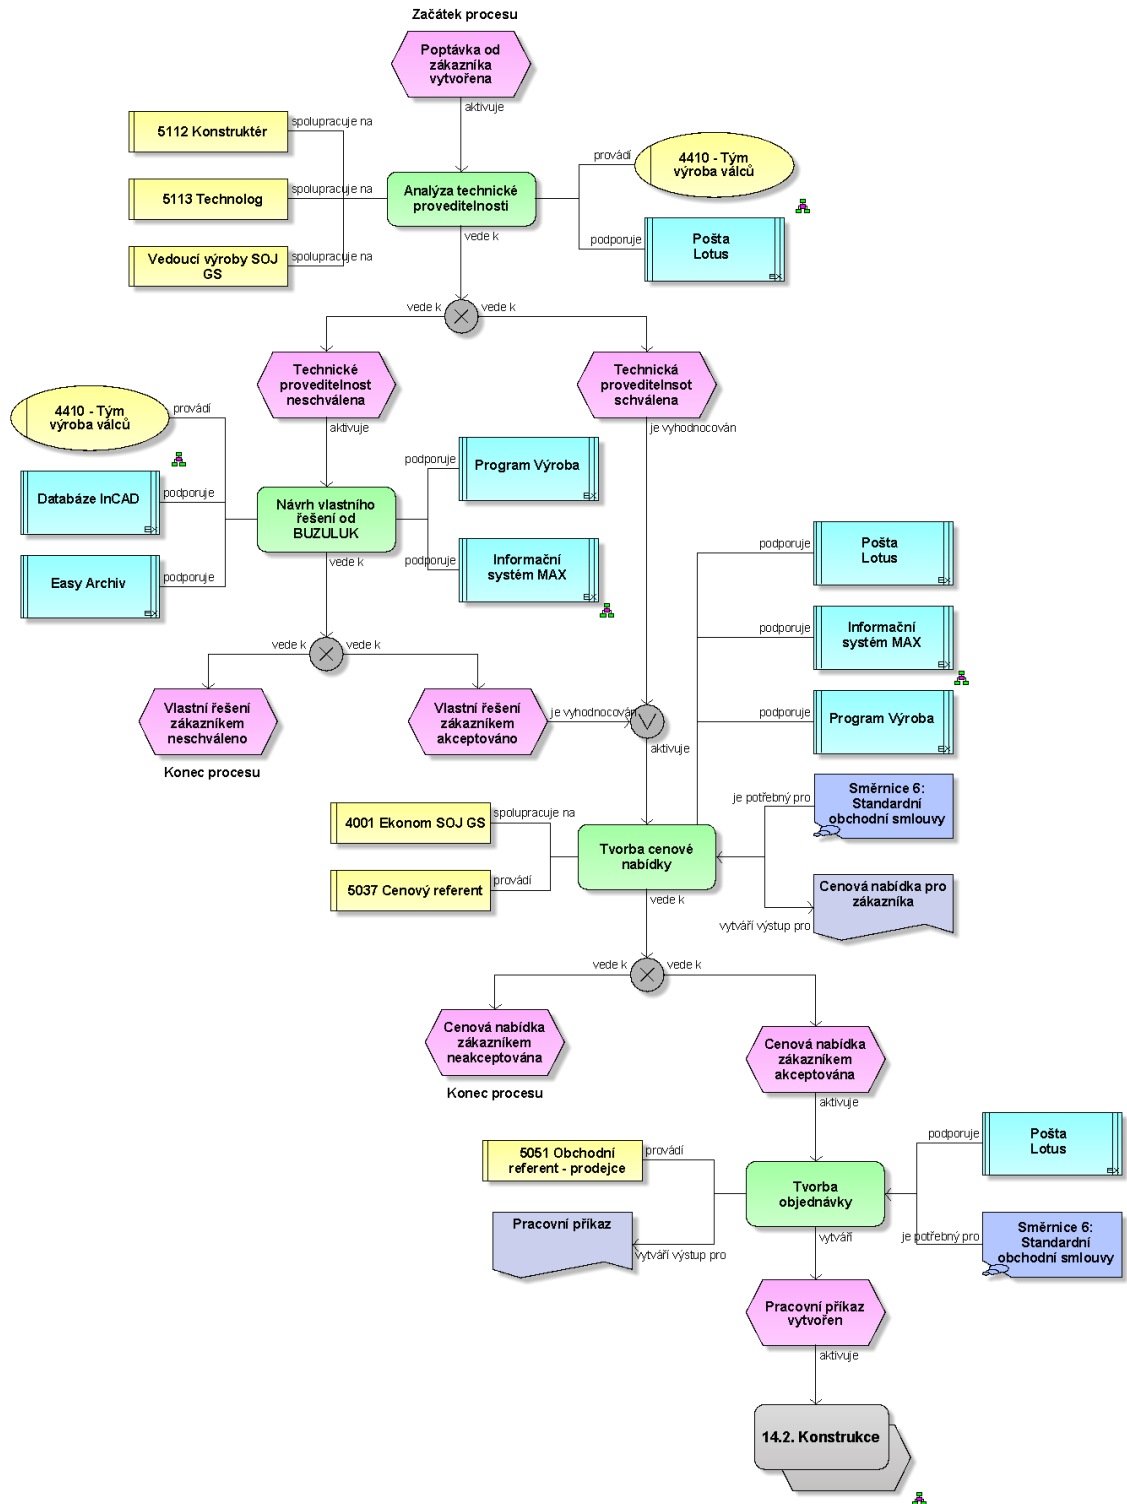 Začátek procesu
Poptávka od
zákazníka
vytvořena
aktivuje
5112 Konstruktér
spolupracuje na
5113 Technolog
spolupracuje na
Vedoucí výroby SOJ
GS
spolupracuje na
Analýza technické
proveditelnosti
provádí
4410 - Tým
výroba válců
podporuje
Pošta
Lotus
vede k
vede k
vede k
Technické
proveditelnost
neschválena
Technická
proveditelnsot
schválena
aktivuje
je vyhodnocován
4410 - Tým
výroba válců
provádí
Databáze InCAD
podporuje
Easy Archiv
podporuje
Návrh vlastního
řešení od
BUZULUK
podporuje
Program Výroba
podporuje
Informační
systém MAX
vede k
vede k
vede k
Vlastní řešení
zákazníkem
neschváleno
Konec procesu
Vlastní řešení
zákazníkem
akceptováno
je vyhodnocován
aktivuje
podporuje
Pošta
Lotus
podporuje
Informační
systém MAX
podporuje
Program Výroba
4001 Ekonom SOJ GS
spolupracuje na
5037 Cenový referent
provádí
Tvorba cenové
nabídky
je potřebný pro
Směrnice 6:
Standardní
obchodní smlouvy
Cenová nabídka pro
zákazníka
vytváří výstup pro
vede k
vede k
vede k
Cenová nabídka
zákazníkem
neakceptována
Konec procesu
Cenová nabídka
zákazníkem
akceptována
aktivuje
5051 Obchodní
referent - prodejce
provádí
Pracovní příkaz
vytváří výstup pro
Tvorba
objednávky
podporuje
Pošta
Lotus
je potřebný pro
Směrnice 6:
Standardní
obchodní smlouvy
vytváří
Pracovní příkaz
vytvořen
aktivuje
14.2. Konstrukce